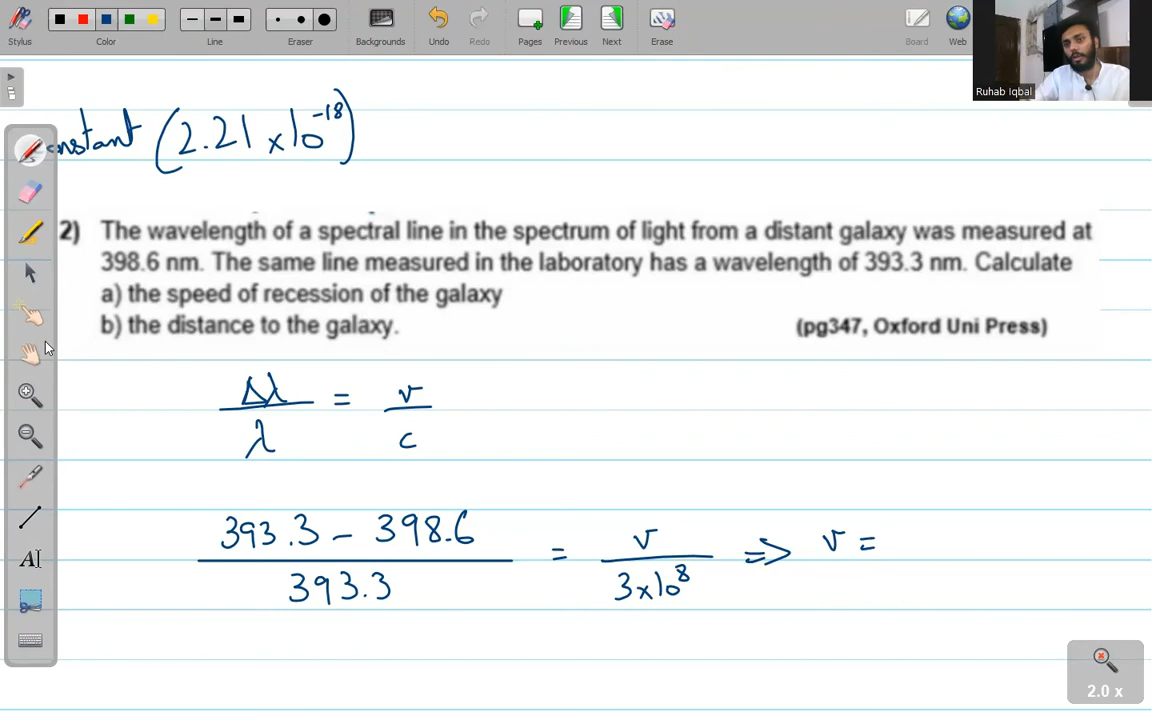 Stylus Color Line Eraser Backgrounds Undo Redo Pages Previous Next Erase Board Web
Ruhab Iqbal
onstant (2.21 x 10^-18)
2) The wavelength of a spectral line in the spectrum of light from a distant galaxy was measured at
398.6 nm. The same line measured in the laboratory has a wavelength of 393.3 nm. Calculate
a) the speed of recession of the galaxy
b) the distance to the galaxy. (pg347, Oxford Uni Press)
Δλ/λ = v/c
393.3 - 398.6 / 393.3 = v / 3x10^8 => v =
AI
2.0 x